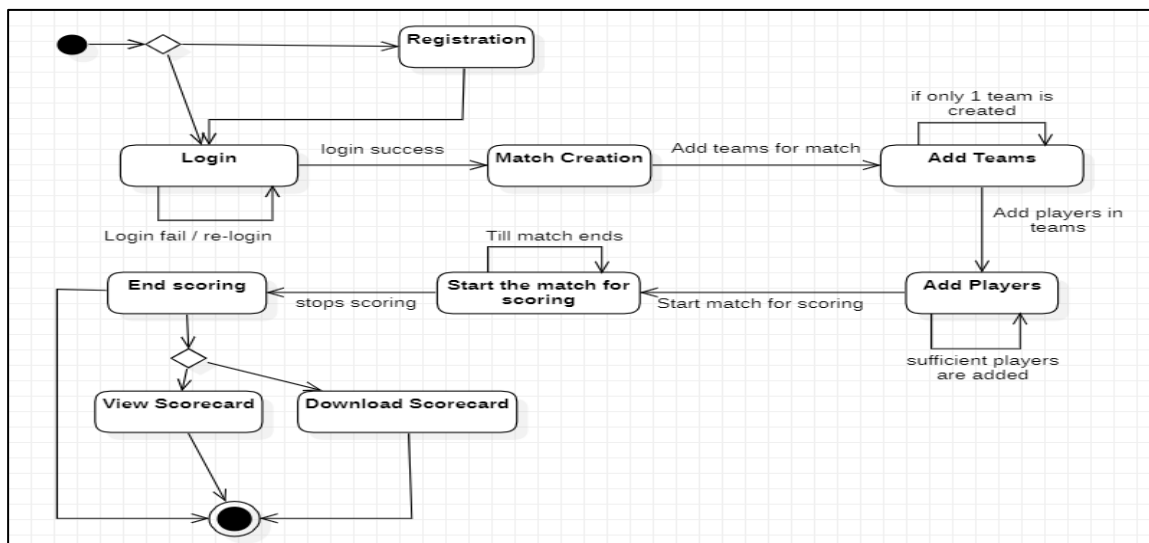 Registration
if only 1 team is
created
Login
login success
Match Creation
Add teams for match
Add Teams
Login fail / re-login
Add players in
teams
Till match ends
End scoring
stops scoring
Start the match for
scoring
Start match for scoring
Add Players
sufficient players
are added
View Scorecard
Download Scorecard